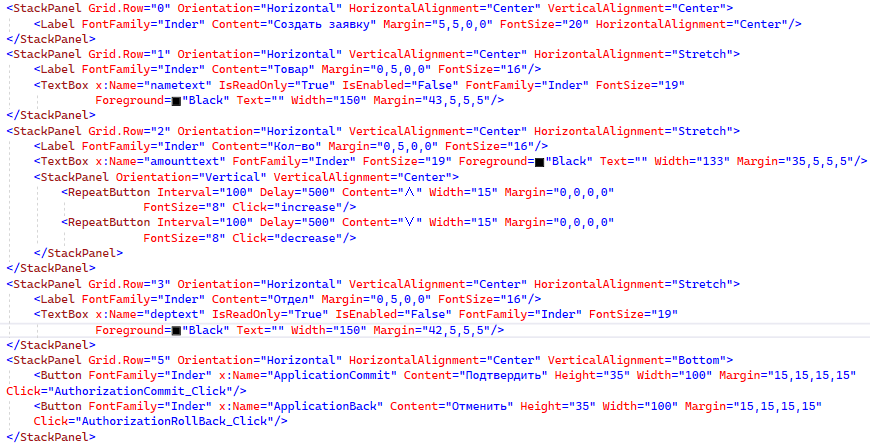 <StackPanel Grid.Row="0" Orientation="Horizontal" HorizontalAlignment="Center" VerticalAlignment="Center">
<Label FontFamily="Inder" Content="Создать заявку" Margin="5,5,0,0" FontSize="20" HorizontalAlignment="Center"/>
</StackPanel>
<StackPanel Grid.Row="1" Orientation="Horizontal" VerticalAlignment="Center" HorizontalAlignment="Stretch">
<Label FontFamily="Inder" Content="Товар" Margin="0,5,0,0" FontSize="16"/>
<TextBox x:Name="nametext" IsReadOnly="True" IsEnabled="False" FontFamily="Inder" FontSize="19"
Foreground="Black" Text="" Width="150" Margin="43,5,5,5"/>
</StackPanel>
<StackPanel Grid.Row="2" Orientation="Horizontal" VerticalAlignment="Center" HorizontalAlignment="Stretch">
<Label FontFamily="Inder" Content="Кол-во" Margin="0,5,0,0" FontSize="16"/>
<TextBox x:Name="amounttext" FontFamily="Inder" FontSize="19" Foreground="Black" Text="" Width="133" Margin="35,5,5,5"/>
<StackPanel Orientation="Vertical" VerticalAlignment="Center">
<RepeatButton Interval="100" Delay="500" Content="⋀" Width="15" Margin="0,0,0,0"
FontSize="8" Click="increase"/>
<RepeatButton Interval="100" Delay="500" Content="⋁" Width="15" Margin="0,0,0,0"
FontSize="8" Click="decrease"/>
</StackPanel>
</StackPanel>
<StackPanel Grid.Row="3" Orientation="Horizontal" VerticalAlignment="Center" HorizontalAlignment="Stretch">
<Label FontFamily="Inder" Content="Отдел" Margin="0,5,0,0" FontSize="16"/>
<TextBox x:Name="deptext" IsReadOnly="True" IsEnabled="False" FontFamily="Inder" FontSize="19"
Foreground="Black" Text="" Width="150" Margin="42,5,5,5"/>
</StackPanel>
<StackPanel Grid.Row="5" Orientation="Horizontal" HorizontalAlignment="Center" VerticalAlignment="Bottom">
<Button FontFamily="Inder" x:Name="ApplicationCommit" Content="Подтвердить" Height="35" Width="100" Margin="15,15,15,15"
Click="AuthorizationCommit_Click"/>
<Button FontFamily="Inder" x:Name="ApplicationBack" Content="Отменить" Height="35" Width="100" Margin="15,15,15,15"
Click="AuthorizationRollBack_Click"/>
</StackPanel>